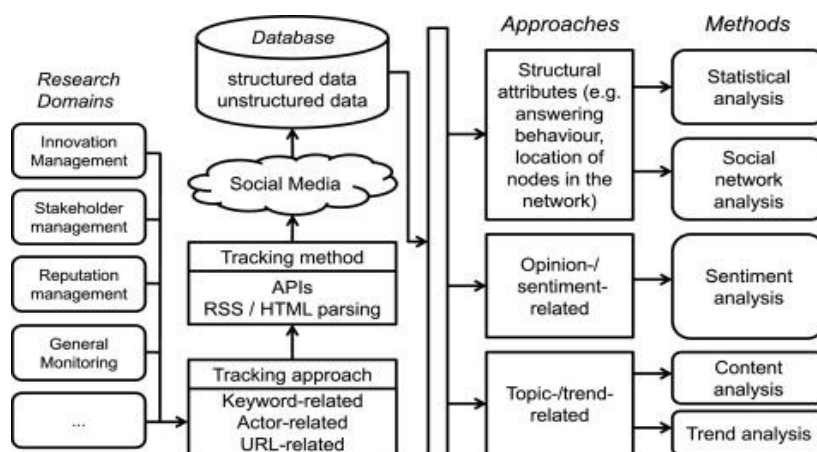 Research
Domains
Innovation
Management
Stakeholder
management
Reputation
management
General
Monitoring
...
Database
structured data
unstructured data
Social Media
Tracking method
APIs
RSS / HTML parsing
Tracking approach
Keyword-related
Actor-related
URL-related
Approaches
Structural
attributes (e.g.
answering
behaviour,
location of
nodes in the
network)
Opinion-/
sentiment-
related
Topic-/trend-
related
Methods
Statistical
analysis
Social
network
analysis
Sentiment
analysis
Content
analysis
Trend analysis